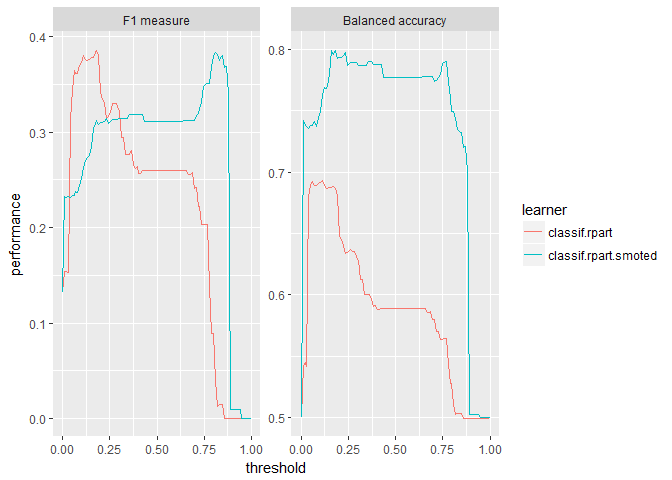 F1 measure
Balanced accuracy
performance
0.4
0.3
0.2
0.1
0.0
0.8
0.7
0.6
0.5
0.00 0.25 0.50 0.75 1.00
0.00 0.25 0.50 0.75 1.00
threshold
learner
classif.rpart
classif.rpart.smoted